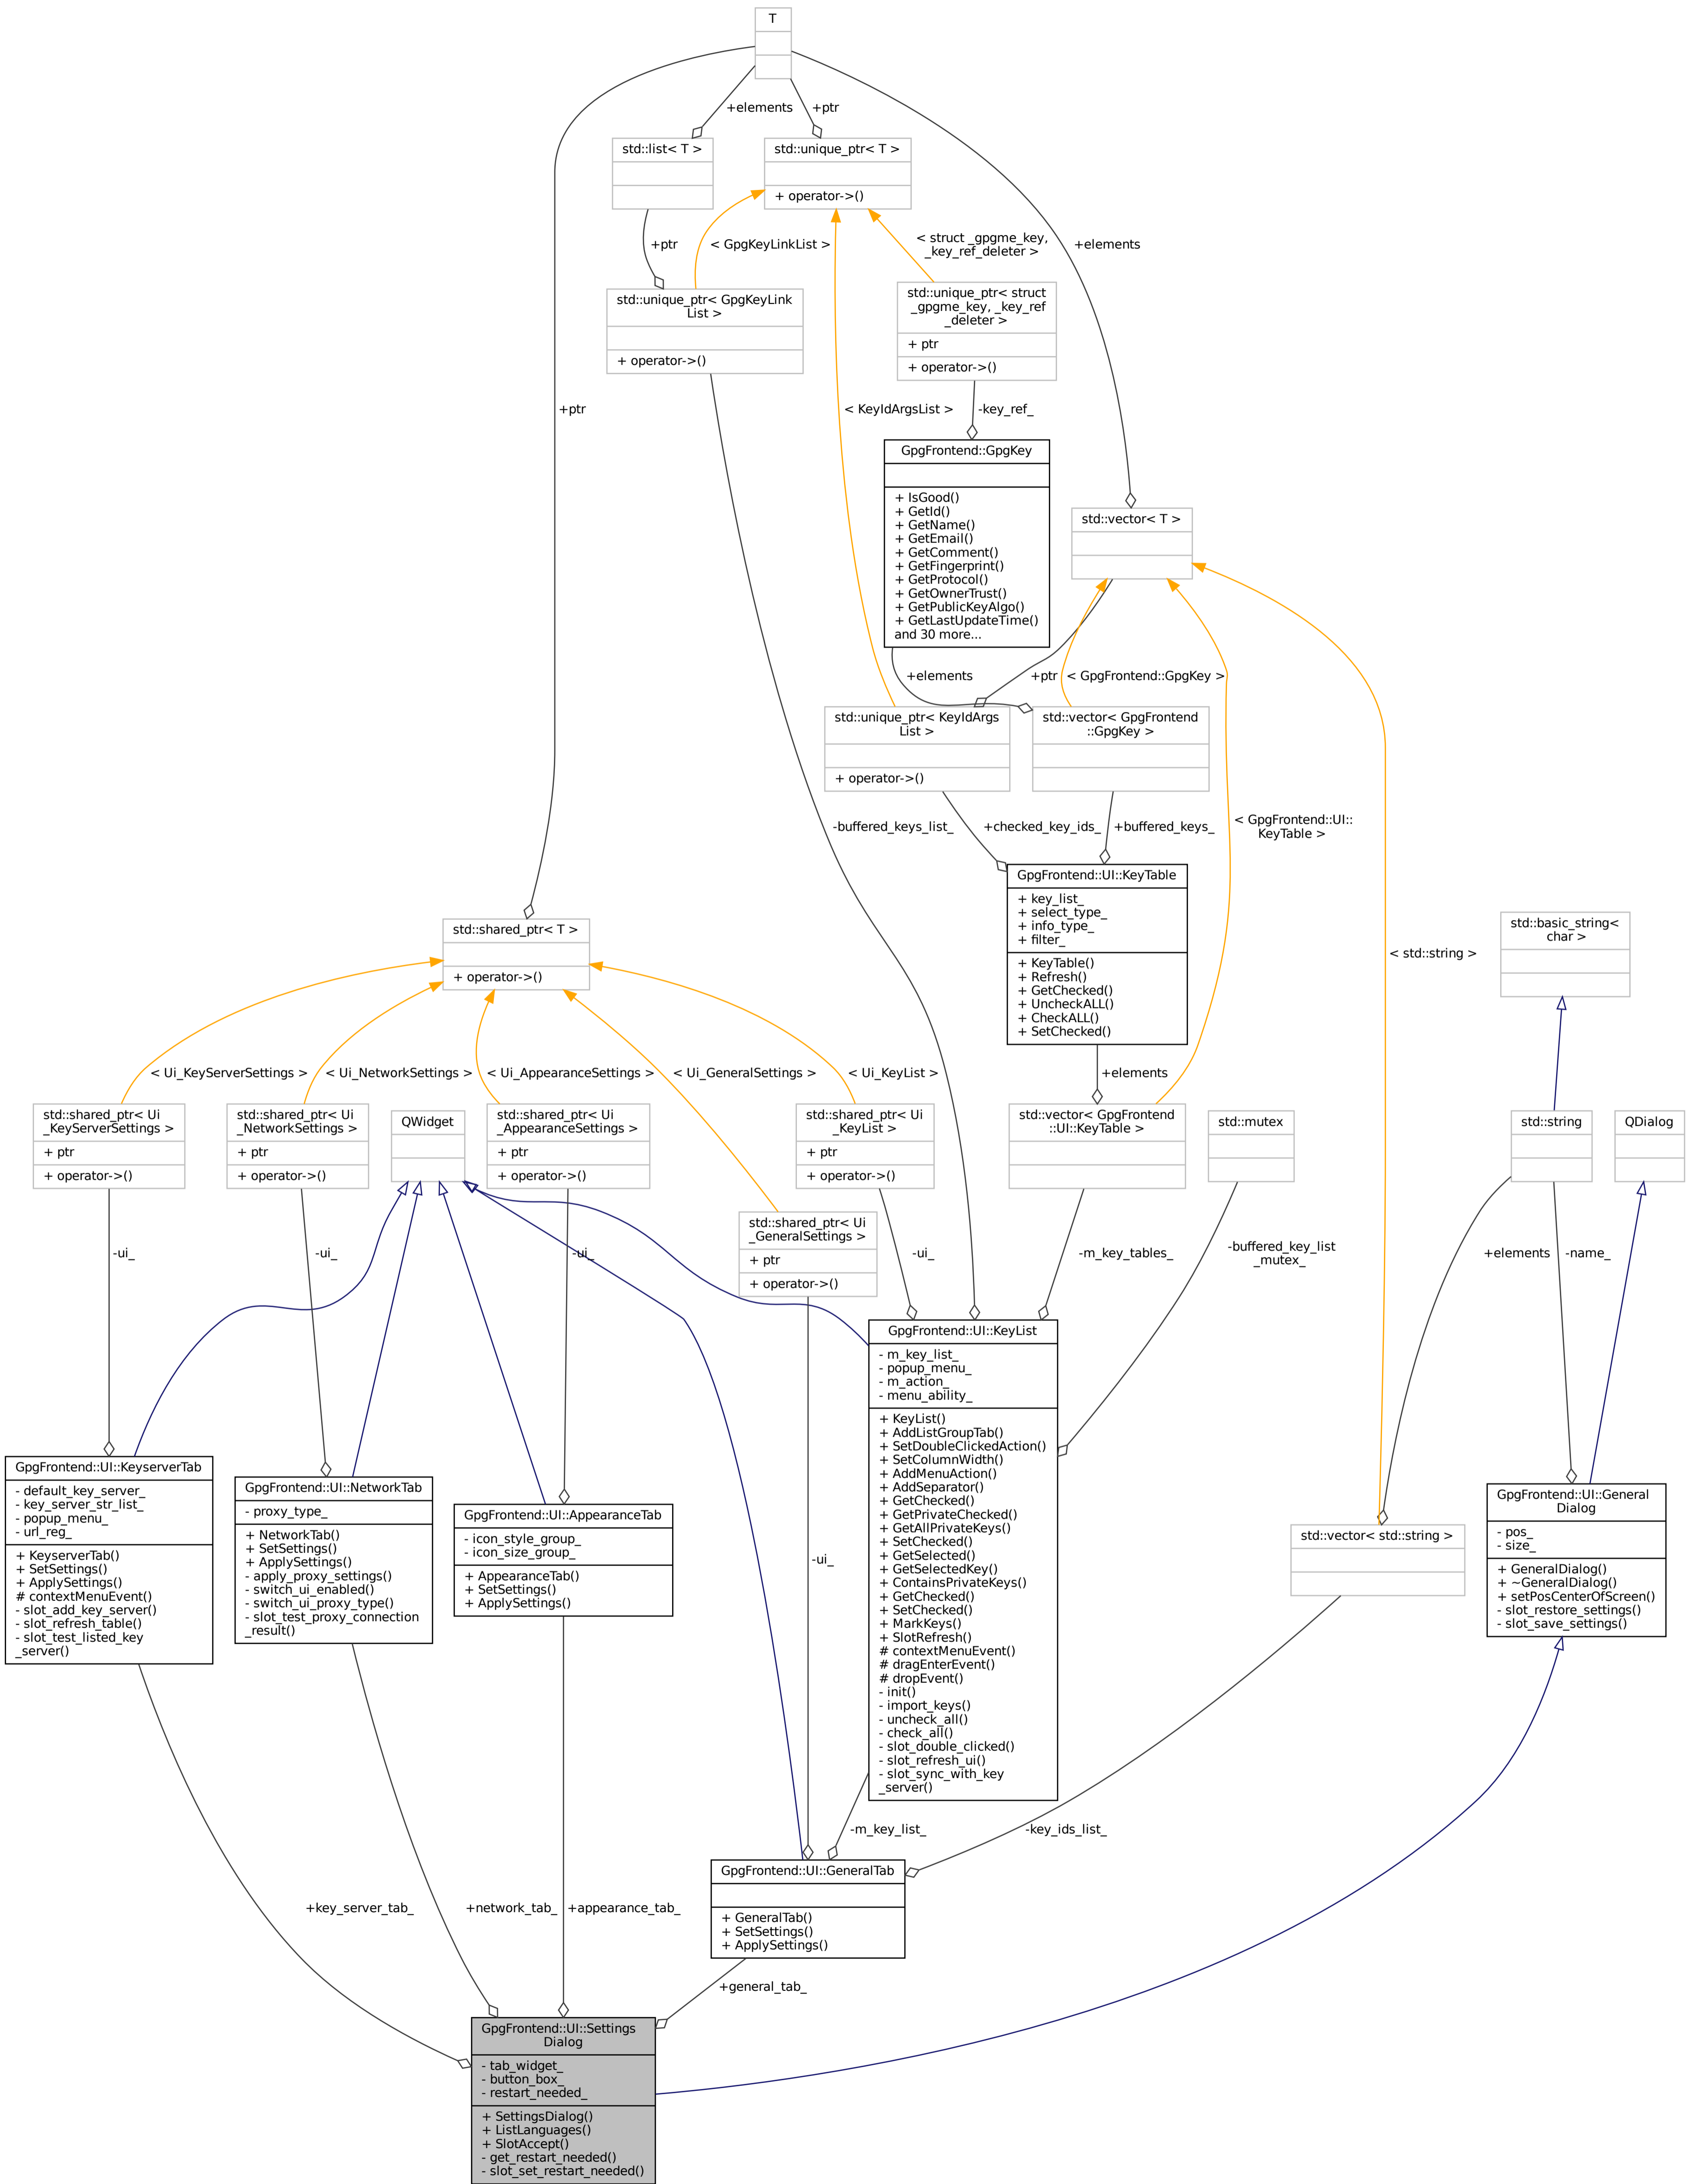 T
+elements
+ptr
std::list< T >
std::unique_ptr< T >
+ operator->()
+ptr
< GpgKeyLinkList >
< struct _gpgme_key,
_key_ref_deleter >
+elements
std::unique_ptr< GpgKeyLink
List >
+ operator->()
std::unique_ptr< struct
_gpgme_key, _key_ref
_deleter >
+ ptr
+ operator->()
+ptr
< KeyIdArgsList >
-key_ref_
GpgFrontend::GpgKey
+ IsGood()
+ GetId()
+ GetName()
+ GetEmail()
+ GetComment()
+ GetFingerprint()
+ GetProtocol()
+ GetOwnerTrust()
+ GetPublicKeyAlgo()
+ GetLastUpdateTime()
and 30 more...
std::vector< T >
+elements
+ptr
< GpgFrontend::GpgKey >
std::unique_ptr< KeyIdArgs
List >
+ operator->()
std::vector< GpgFrontend
::GpgKey >
-buffered_keys_list_
+checked_key_ids_
+buffered_keys_
< GpgFrontend::UI::
KeyTable >
GpgFrontend::UI::KeyTable
+ key_list_
+ select_type_
+ info_type_
+ filter_
+ KeyTable()
+ Refresh()
+ GetChecked()
+ UncheckALL()
+ CheckALL()
+ SetChecked()
std::shared_ptr< T >
+ operator->()
std::basic_string<
char >
< std::string >
< Ui_KeyServerSettings >
< Ui_NetworkSettings >
< Ui_AppearanceSettings >
< Ui_GeneralSettings >
< Ui_KeyList >
+elements
std::shared_ptr< Ui
_KeyServerSettings >
+ ptr
+ operator->()
std::shared_ptr< Ui
_NetworkSettings >
+ ptr
+ operator->()
QWidget
std::shared_ptr< Ui
_AppearanceSettings >
+ ptr
+ operator->()
std::shared_ptr< Ui
_KeyList >
+ ptr
+ operator->()
std::vector< GpgFrontend
::UI::KeyTable >
std::mutex
std::string
QDialog
std::shared_ptr< Ui
_GeneralSettings >
+ ptr
+ operator->()
-ui_
-ui_
-ui_
-ui_
-m_key_tables_
-buffered_key_list
_mutex_
+elements
-name_
GpgFrontend::UI::KeyList
- m_key_list_
- popup_menu_
- m_action_
- menu_ability_
+ KeyList()
+ AddListGroupTab()
+ SetDoubleClickedAction()
+ SetColumnWidth()
+ AddMenuAction()
+ AddSeparator()
+ GetChecked()
+ GetPrivateChecked()
+ GetAllPrivateKeys()
+ SetChecked()
+ GetSelected()
+ GetSelectedKey()
+ ContainsPrivateKeys()
+ GetChecked()
+ SetChecked()
+ MarkKeys()
+ SlotRefresh()
# contextMenuEvent()
# dragEnterEvent()
# dropEvent()
- init()
- import_keys()
- uncheck_all()
- check_all()
- slot_double_clicked()
- slot_refresh_ui()
- slot_sync_with_key
_server()
GpgFrontend::UI::KeyserverTab
- default_key_server_
- key_server_str_list_
- popup_menu_
- url_reg_
+ KeyserverTab()
+ SetSettings()
+ ApplySettings()
# contextMenuEvent()
- slot_add_key_server()
- slot_refresh_table()
- slot_test_listed_key
_server()
GpgFrontend::UI::NetworkTab
- proxy_type_
+ NetworkTab()
+ SetSettings()
+ ApplySettings()
- apply_proxy_settings()
- switch_ui_enabled()
- switch_ui_proxy_type()
- slot_test_proxy_connection
_result()
GpgFrontend::UI::AppearanceTab
- icon_style_group_
- icon_size_group_
+ AppearanceTab()
+ SetSettings()
+ ApplySettings()
-ui_
std::vector< std::string >
GpgFrontend::UI::General
Dialog
- pos_
- size_
+ GeneralDialog()
+ ~GeneralDialog()
+ setPosCenterOfScreen()
- slot_restore_settings()
- slot_save_settings()
-m_key_list_
-key_ids_list_
GpgFrontend::UI::GeneralTab
+ GeneralTab()
+ SetSettings()
+ ApplySettings()
+key_server_tab_
+network_tab_
+appearance_tab_
+general_tab_
GpgFrontend::UI::Settings
Dialog
- tab_widget_
- button_box_
- restart_needed_
+ SettingsDialog()
+ ListLanguages()
+ SlotAccept()
- get_restart_needed()
- slot_set_restart_needed()